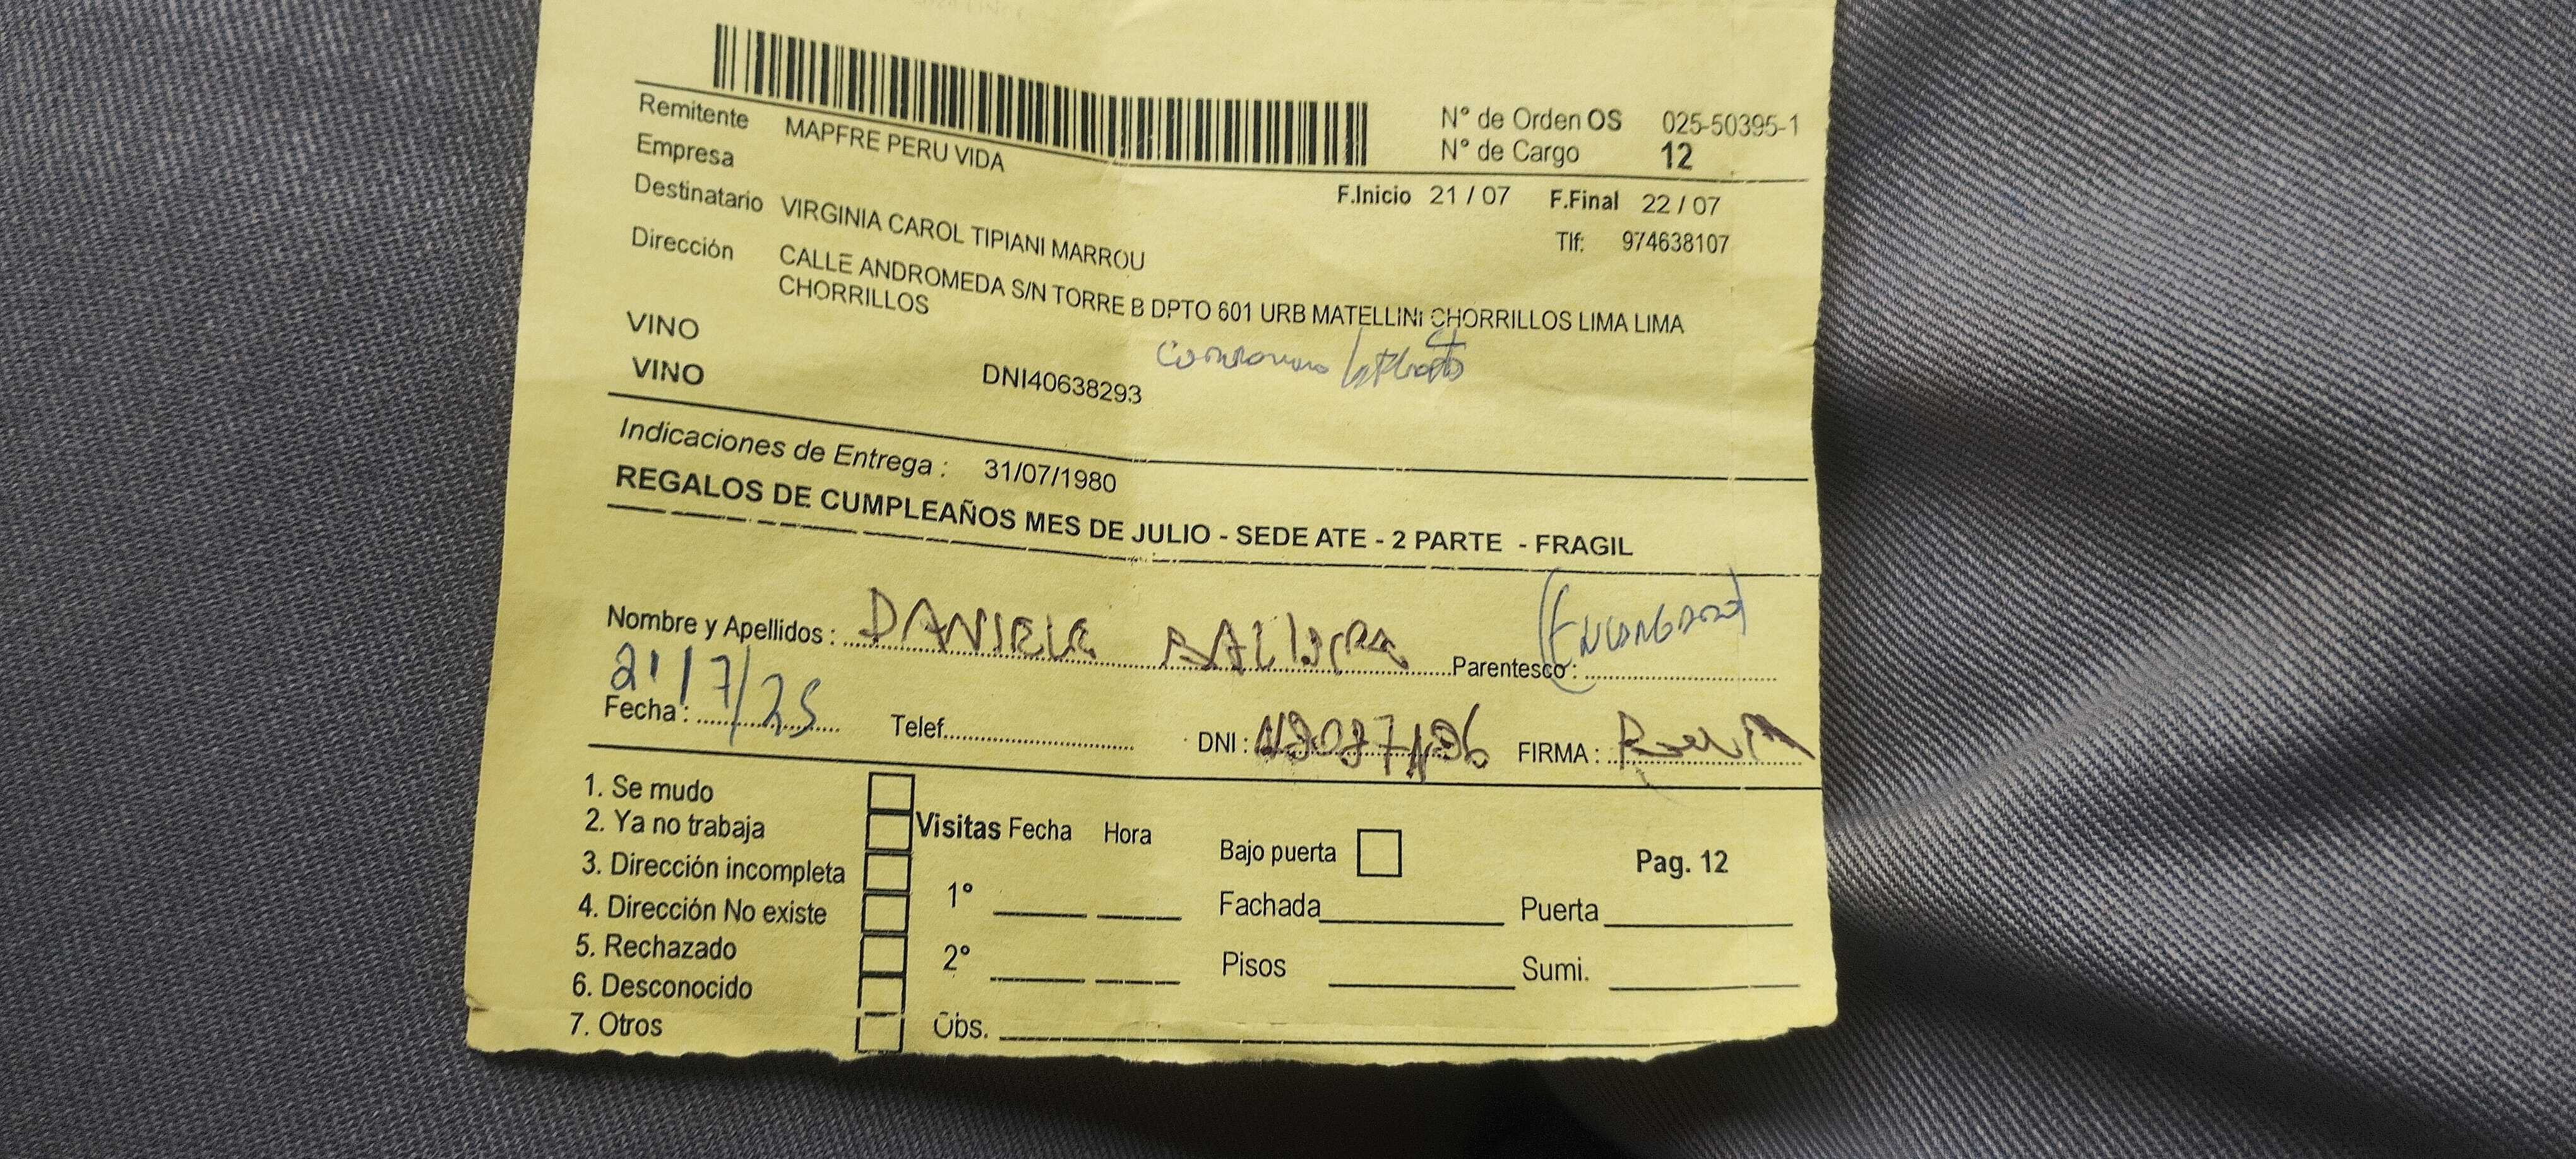 Remitente MAPFRE PERU VIDA N° de Orden OS 025-50395-1
Empresa N° de Cargo 12
Destinatario VIRGINIA CAROL TIPIANI MARROU F.Inicio 21 / 07 F.Final 22 / 07
Tlf: 974638107
Dirección CALLE ANDROMEDA S/N TORRE B DPTO 601 URB MATELLINI CHORRILLOS LIMA LIMA
CHORRILLOS
VINO
VINO DNI40638293
Indicaciones de Entrega : 31/07/1980
REGALOS DE CUMPLEAÑOS MES DE JULIO - SEDE ATE - 2 PARTE - FRAGIL
Nombre y Apellidos : DANIELA Parentesco :
Fecha : 21/7/25 Telef. DNI : FIRMA :
1. Se mudo
2. Ya no trabaja Visitas Fecha Hora Bajo puerta Pag. 12
3. Dirección incompleta
4. Dirección No existe 1° Fachada Puerta
5. Rechazado
6. Desconocido 2° Pisos Sumi.
7. Otros Obs.